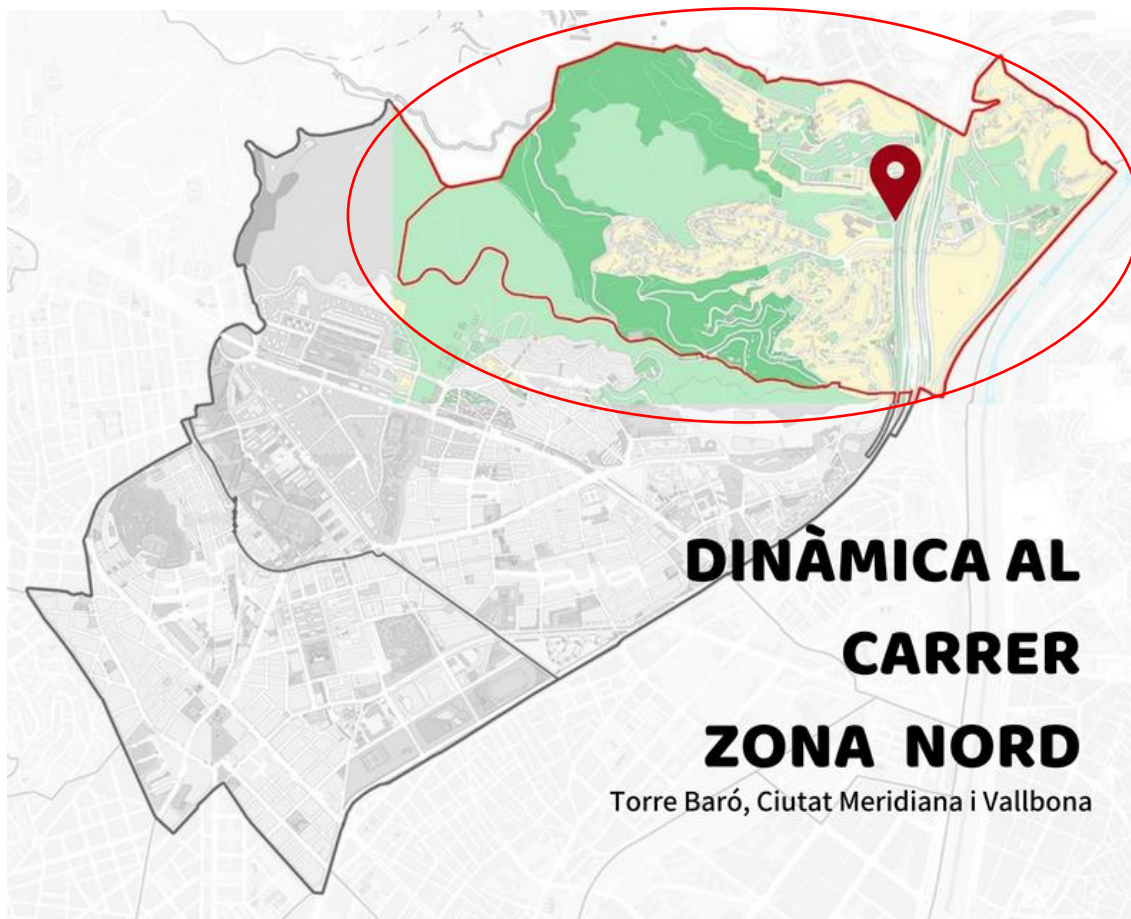 DINÀMICA AL
CARRER
ZONA NORD
Torre Baró, Ciutat Meridiana i Vallbona